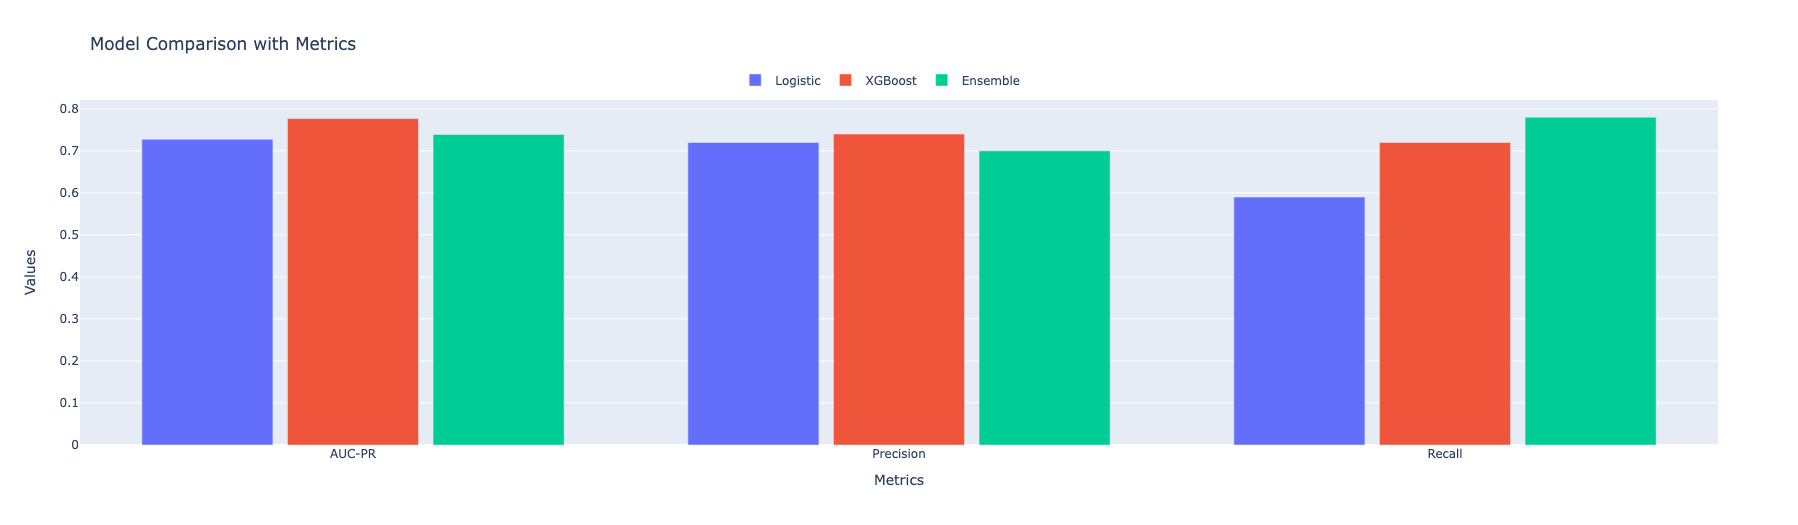 Model Comparison with Metrics
Logistic XGBoost Ensemble
0.8
0.7
0.6
0.5
0.4
0.3
0.2
0.1
0
Values
AUC-PR Precision Recall
Metrics